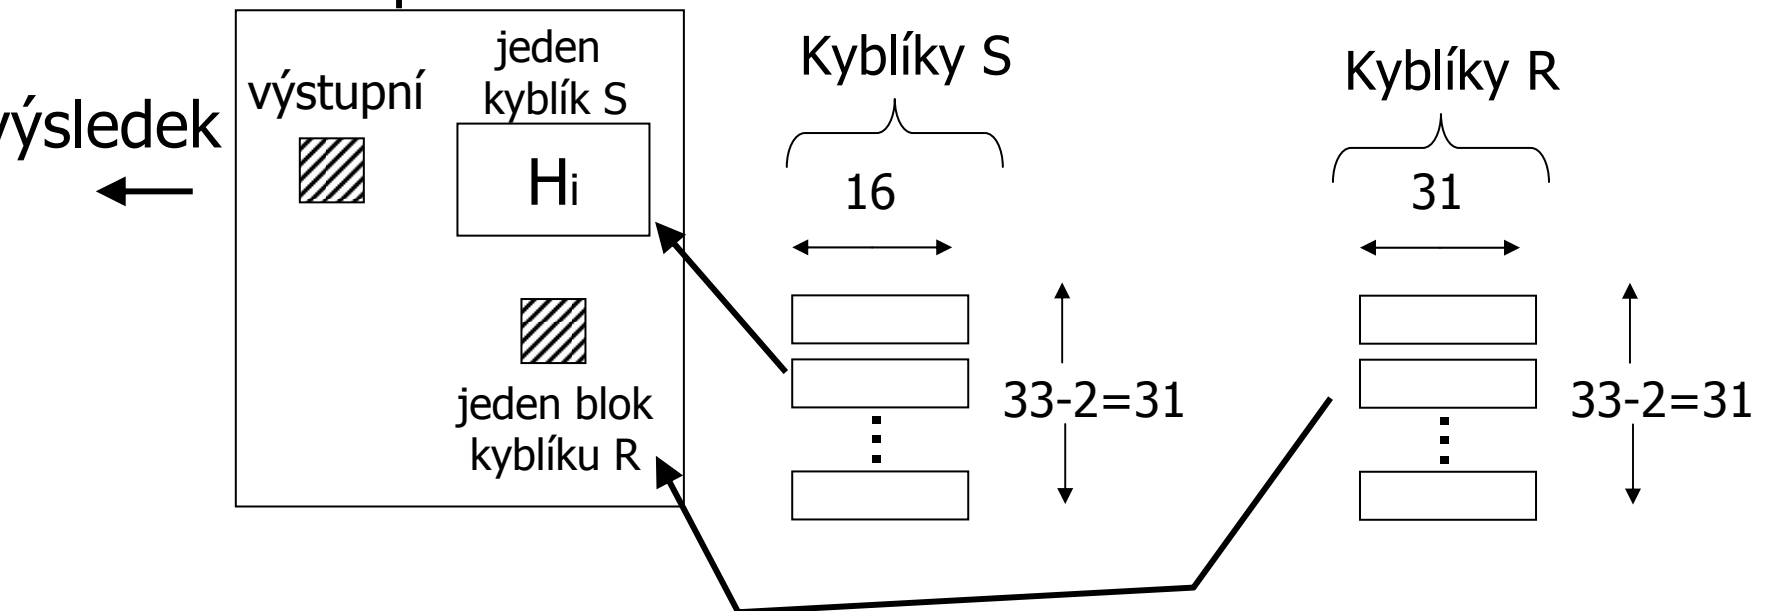 jeden
kyblík S
výstupní
výsledek
Hi
jeden blok
kyblíku R
Kyblíky S
16
33-2=31
Kyblíky R
31
33-2=31